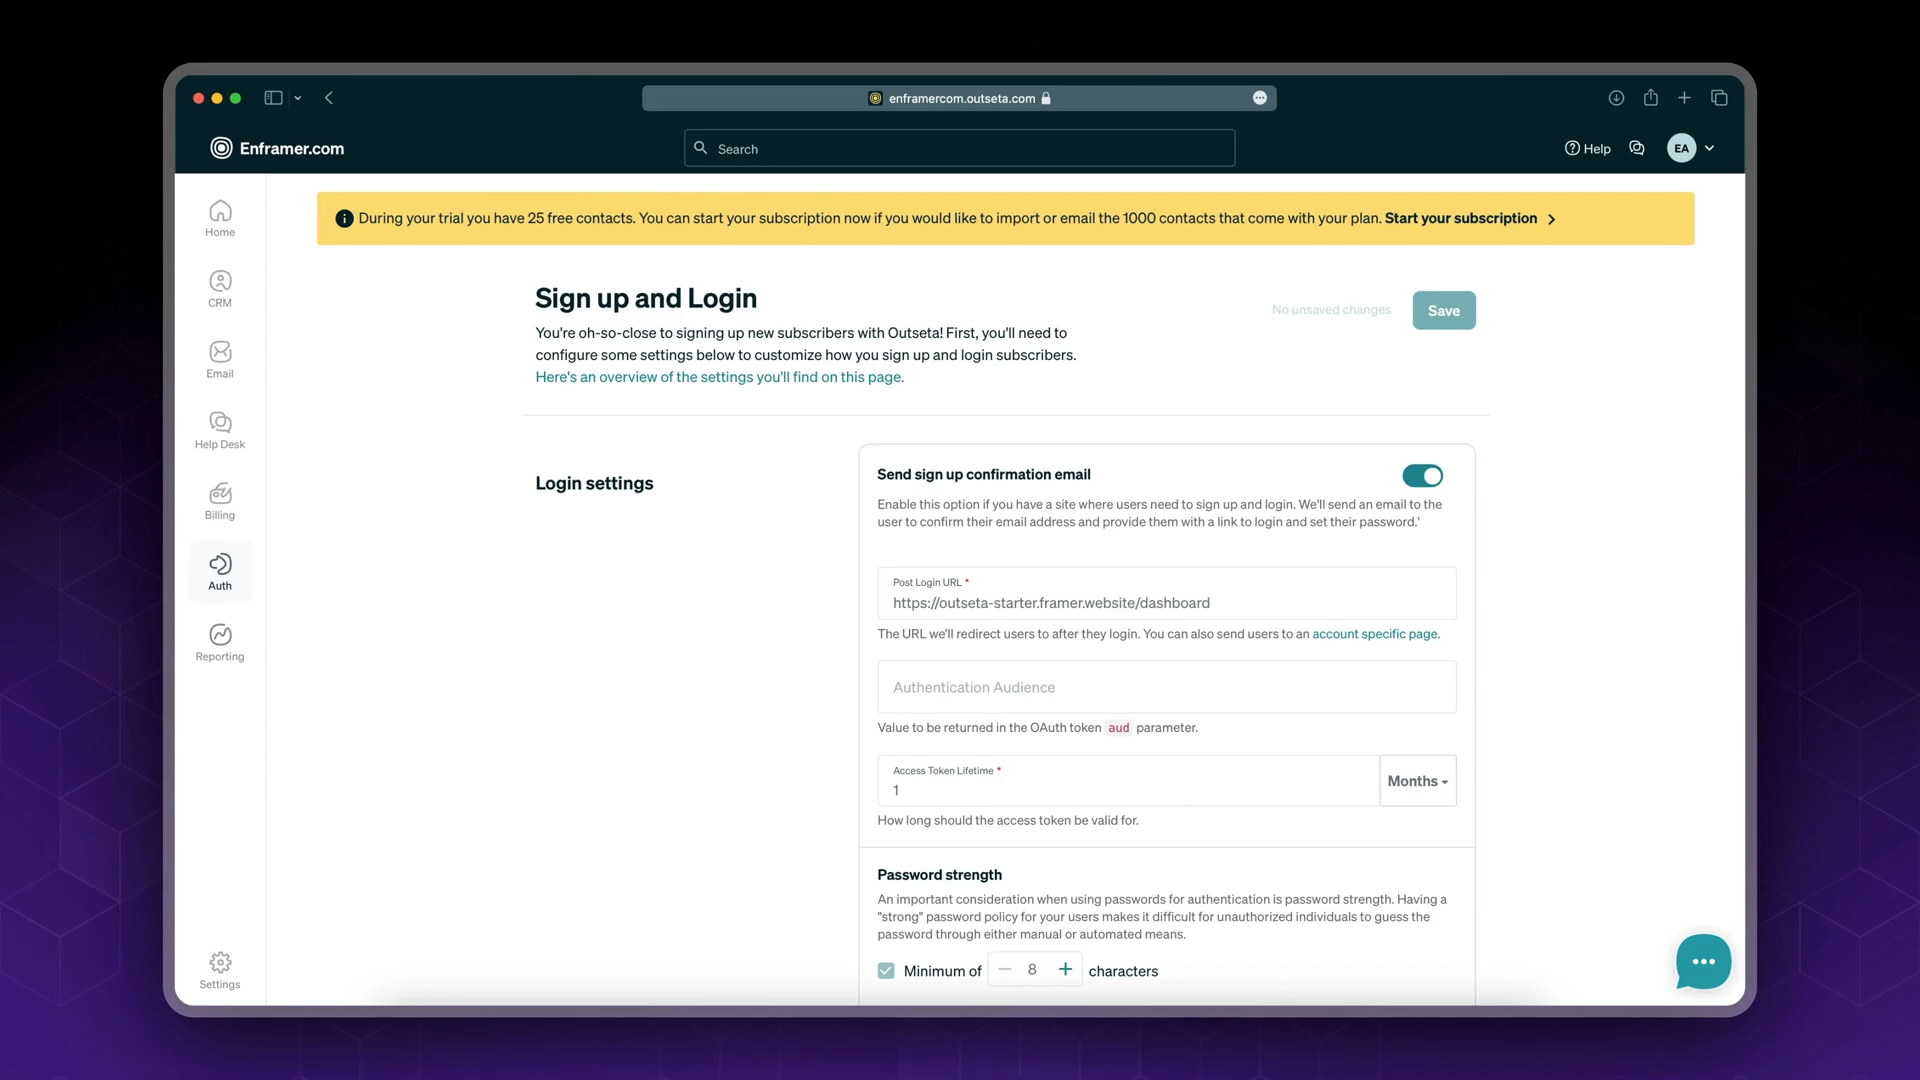 enframercom.outseta.com
Enframer.com
Search
Help
EA
Home
CRM
Email
Help Desk
Billing
Auth
Reporting
Settings
During your trial you have 25 free contacts. You can start your subscription now if you would like to import or email the 1000 contacts that come with your plan. Start your subscription
Sign up and Login
No unsaved changes
Save
You're oh-so-close to signing up new subscribers with Outseta! First, you'll need to
configure some settings below to customize how you sign up and login subscribers.
Here's an overview of the settings you'll find on this page.
Login settings
Send sign up confirmation email
Enable this option if you have a site where users need to sign up and login. We'll send an email to the
user to confirm their email address and provide them with a link to login and set their password.'
Post Login URL *
https://outseta-starter.framer.website/dashboard
The URL we'll redirect users to after they login. You can also send users to an account specific page.
Authentication Audience
Value to be returned in the OAuth token aud parameter.
Access Token Lifetime *
1
Months
How long should the access token be valid for.
Password strength
An important consideration when using passwords for authentication is password strength. Having a
"strong" password policy for your users makes it difficult for unauthorized individuals to guess the
password through either manual or automated means.
Minimum of 8 characters